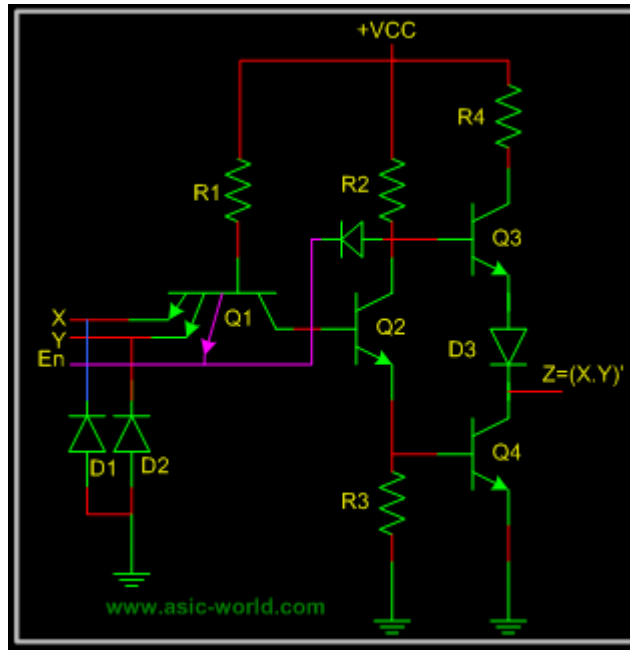 +VCC
R4
R1
R2
Q3
X
Y
En
Q1
Q2
D3
Z=(X.Y)'
D1
D2
Q4
R3
www.asic-world.com